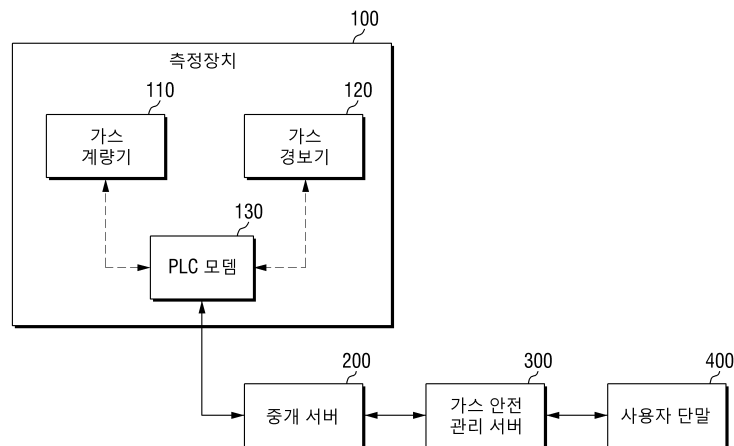 100
측정장치
110
가스
계량기
120
가스
경보기
130
PLC 모뎀
200
중개 서버
300
가스 안전
관리 서버
400
사용자 단말